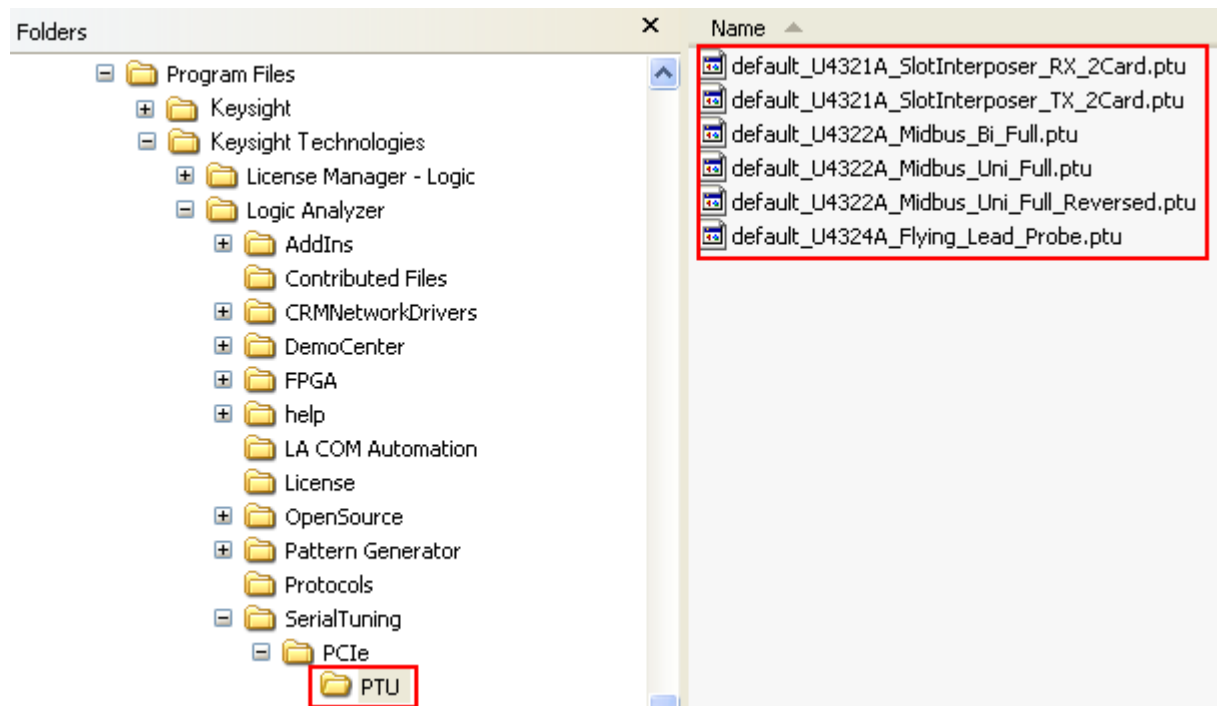 Folders
Program Files
Keysight
Keysight Technologies
License Manager - Logic
Logic Analyzer
AddIns
Contributed Files
CRMNetworkDrivers
DemoCenter
FPGA
help
LA COM Automation
License
OpenSource
Pattern Generator
Protocols
SerialTuning
PCIe
PTU
Name
default_U4321A_SlotInterposer_RX_2Card.ptu
default_U4321A_SlotInterposer_TX_2Card.ptu
default_U4322A_Midbus_Bi_Full.ptu
default_U4322A_Midbus_Uni_Full.ptu
default_U4322A_Midbus_Uni_Full_Reversed.ptu
default_U4324A_Flying_Lead_Probe.ptu